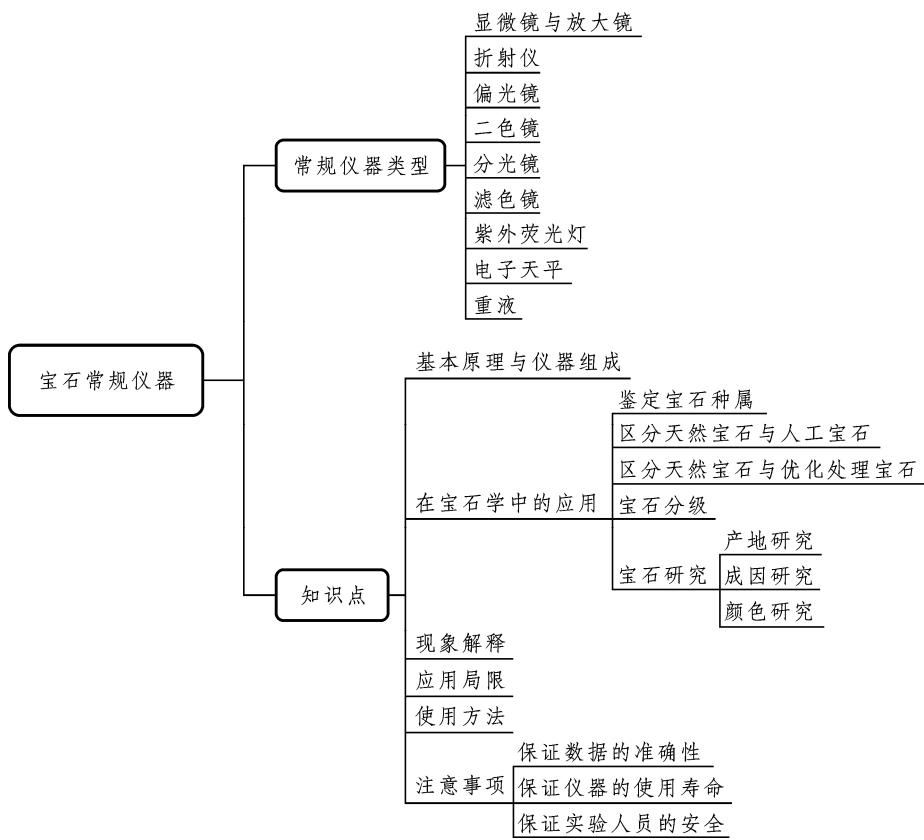 显微镜与放大镜
折射仪
偏光镜
二色镜
常规仪器类型
分光镜
滤色镜
紫外荧光灯
电子天平
重液
宝石常规仪器
基本原理与仪器组成
鉴定宝石种属
区分天然宝石与人工宝石
区分天然宝石与优化处理宝石
在宝石学中的应用
宝石分级
产地研究
宝石研究
成因研究
颜色研究
知识点
现象解释
应用局限
使用方法
保证数据的准确性
注意事项
保证仪器的使用寿命
保证实验人员的安全